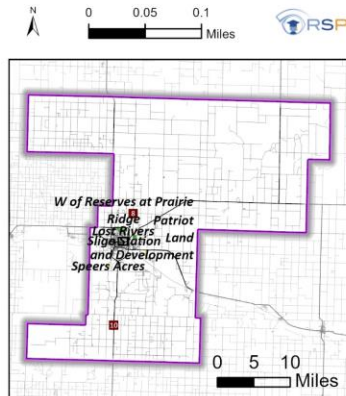 N
0 0.05 0.1
Miles
RSP
W of Reserves at Prairie
Ridge Patriot
Lost Rivers
Sligo Station Land
and Development
Speers Acres
10
0 5 10
Miles